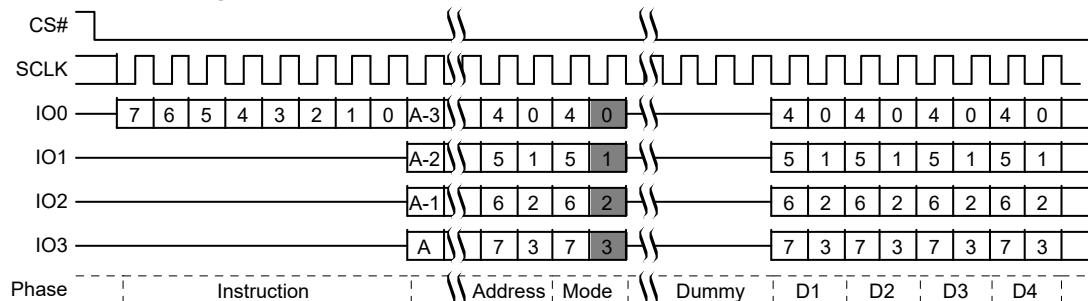 CS#
SCLK
IO0 7 6 5 4 3 2 1 0 A-3 4 0 4 0 4 0 4 0 4 0 4 0
IO1 A-2 5 1 5 1 5 1 5 1 5 1 5 1
IO2 A-1 6 2 6 2 6 2 6 2 6 2 6 2
IO3 A 7 3 7 3 7 3 7 3 7 3 7 3
Phase Instruction Address Mode Dummy D1 D2 D3 D4